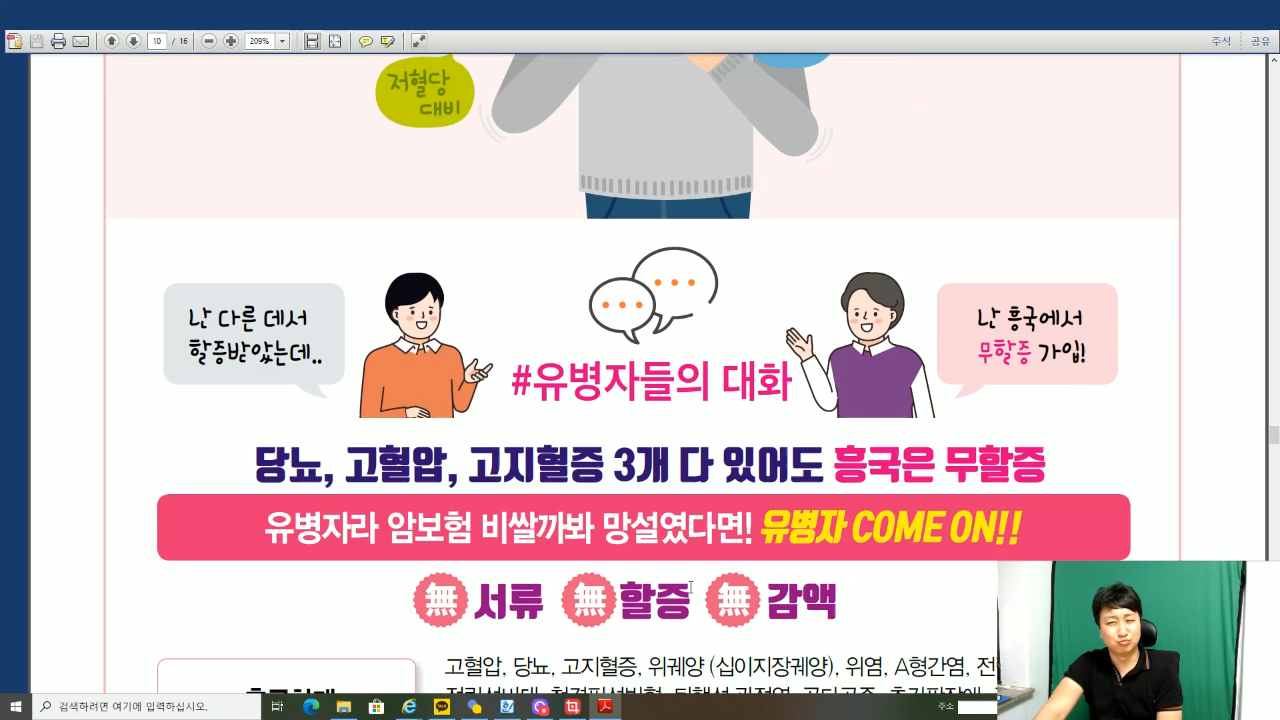 10 / 16
209%
주석
공유
저혈당
대비
난 다른 데서
할증받았는데..
난 흥국에서
무할증 가입!
#유병자들의 대화
당뇨, 고혈압, 고지혈증 3개 다 있어도 흥국은 무할증
유병자라 암보험 비쌀까봐 망설였다면! 유병자 COME ON!!
無 서류 無 할증 無 감액
고혈압, 당뇨, 고지혈증, 위궤양 (십이지장궤양), 위염, A형간염, 전
검색하려면 여기에 입력하십시오.
TALK
주소